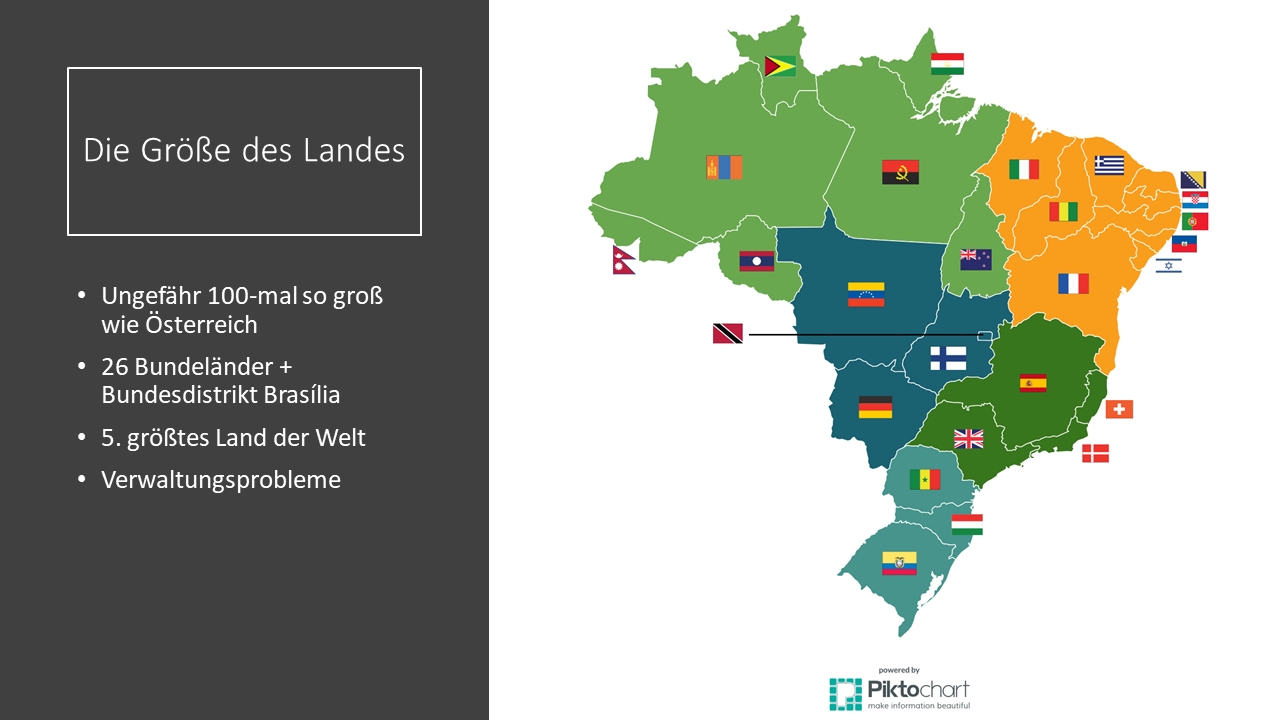 Die Größe des Landes
• Ungefähr 100-mal so groß
wie Österreich
• 26 Bundeländer +
Bundesdistrikt Brasília
• 5. größtes Land der Welt
• Verwaltungsprobleme
powered by
Piktochart
make information beautiful